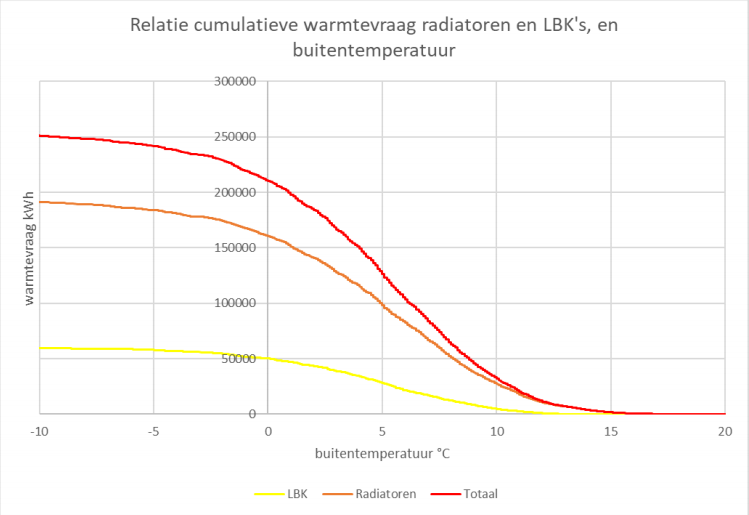 Relatie cumulatieve warmtevraag radiatoren en LBK's, en
buitentemperatuur
warmtevraag kWh
300000
250000
200000
150000
100000
50000
0
-10 -5 0 5 10 15 20
buitentemperatuur °C
LBK Radiatoren Totaal